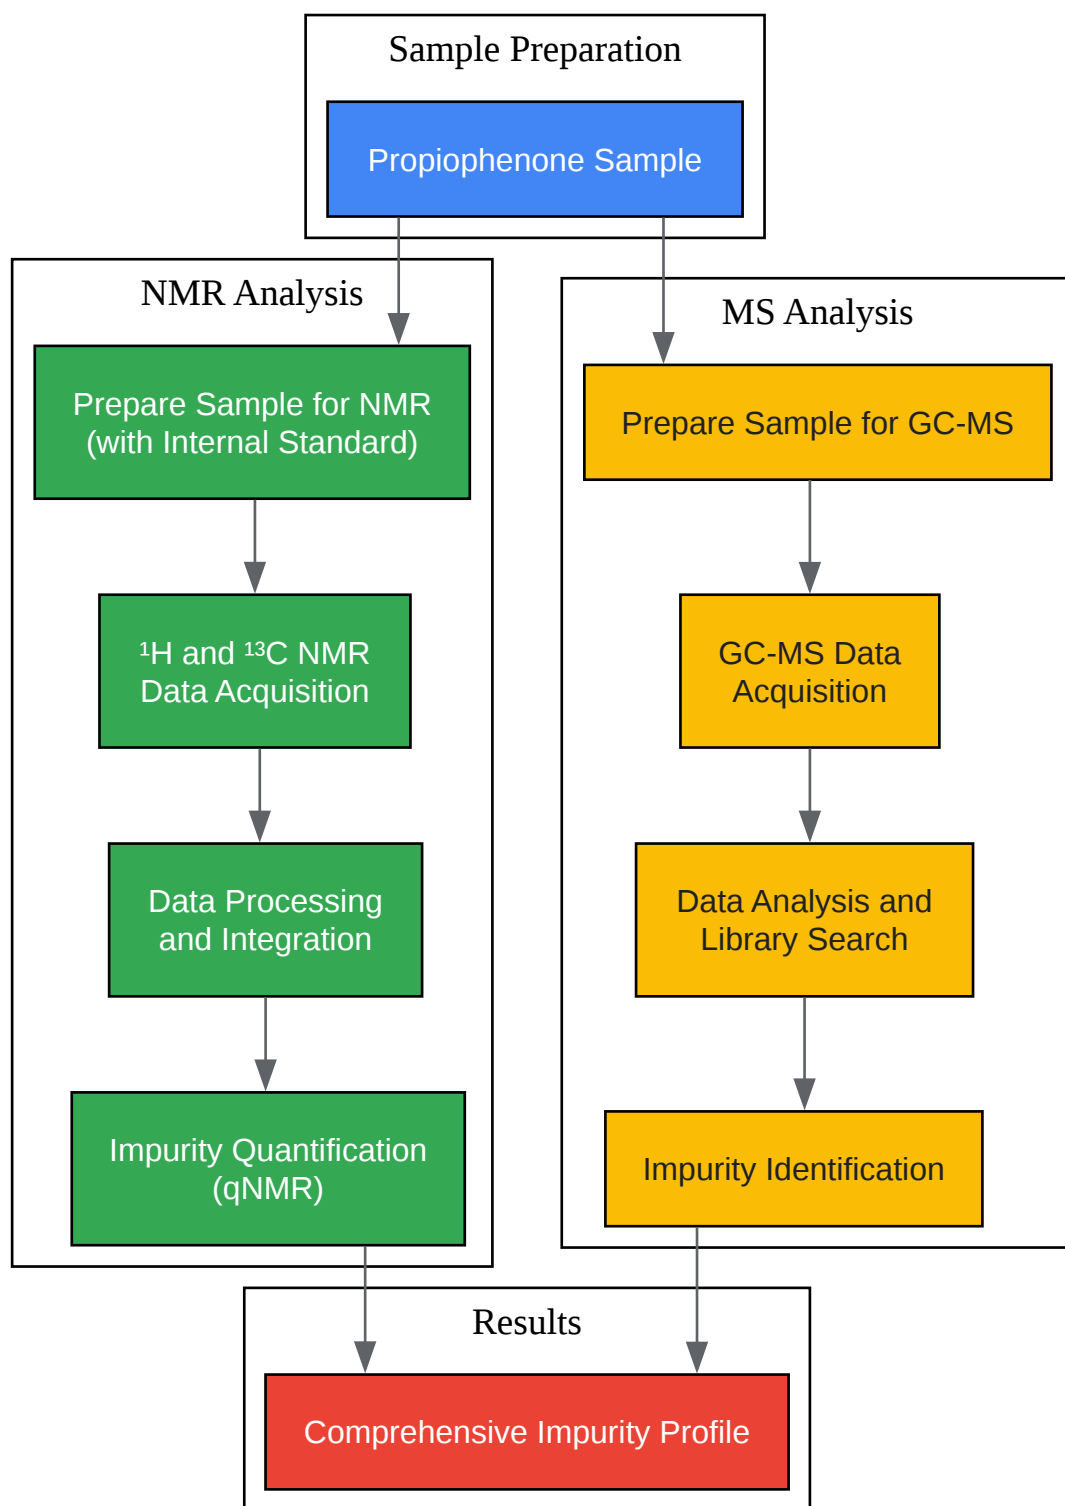 Sample Preparation
Propiophenone Sample
NMR Analysis
Prepare Sample for NMR
(with Internal Standard)
¹H and ¹³C NMR
Data Acquisition
Data Processing
and Integration
Impurity Quantification
(qNMR)
MS Analysis
Prepare Sample for GC-MS
GC-MS Data
Acquisition
Data Analysis and
Library Search
Impurity Identification
Results
Comprehensive Impurity Profile